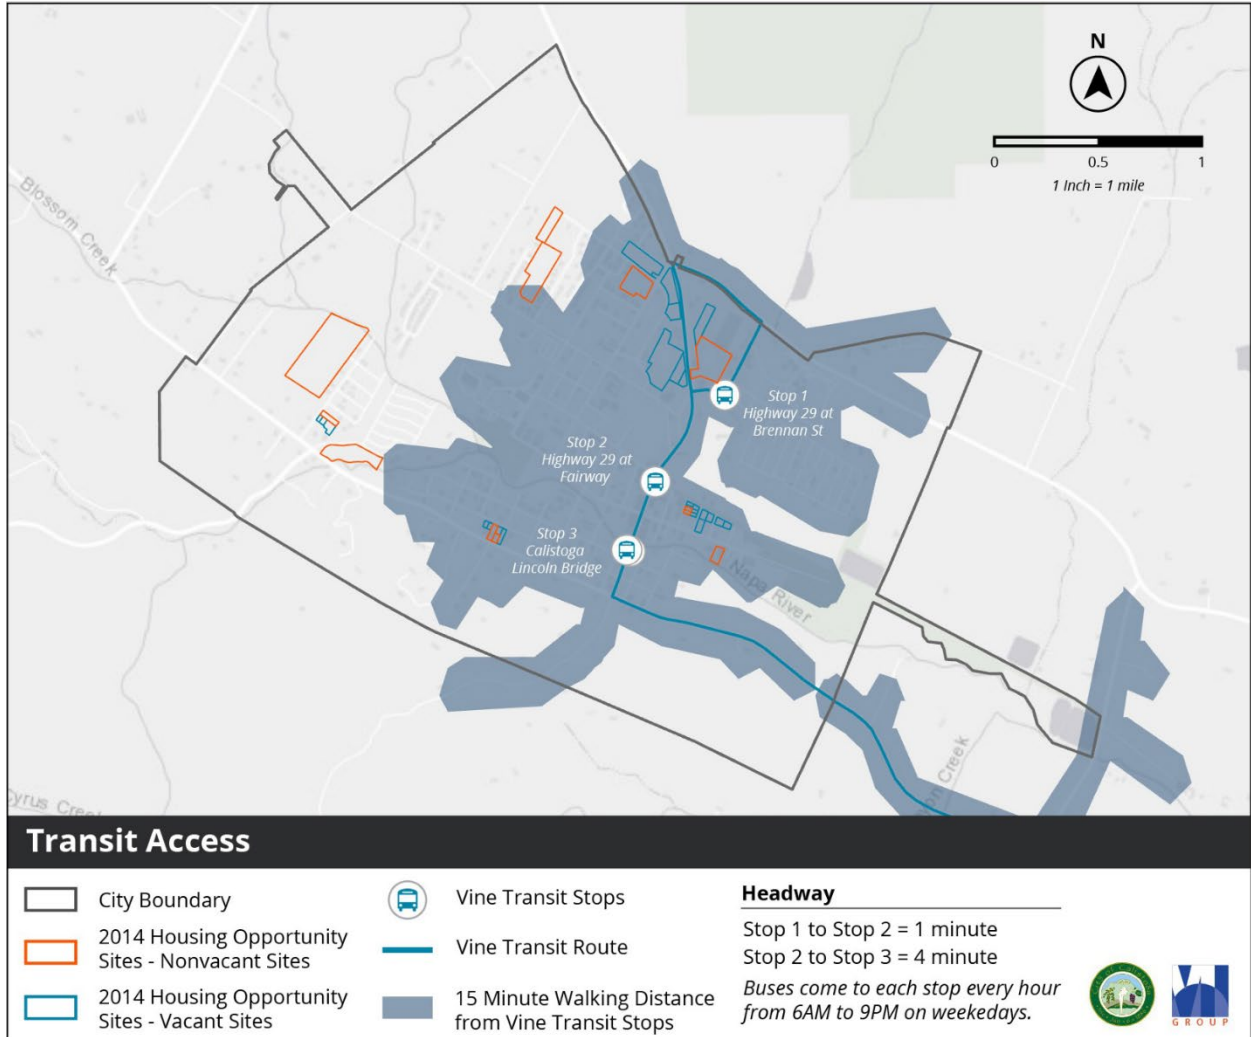 N
0 0.5 1
1 Inch = 1 mile
Blossom Creek
Stop 1
Highway 29 at
Brennan St
Stop 2
Highway 29 at
Fairway
Stop 3
Calistoga
Lincoln Bridge
Napa River
Creek
Transit Access
City Boundary
2014 Housing Opportunity
Sites - Nonvacant Sites
2014 Housing Opportunity
Sites - Vacant Sites
Vine Transit Stops
Vine Transit Route
15 Minute Walking Distance
from Vine Transit Stops
Headway
Stop 1 to Stop 2 = 1 minute
Stop 2 to Stop 3 = 4 minute
Buses come to each stop every hour
from 6AM to 9PM on weekedays.
GROUP